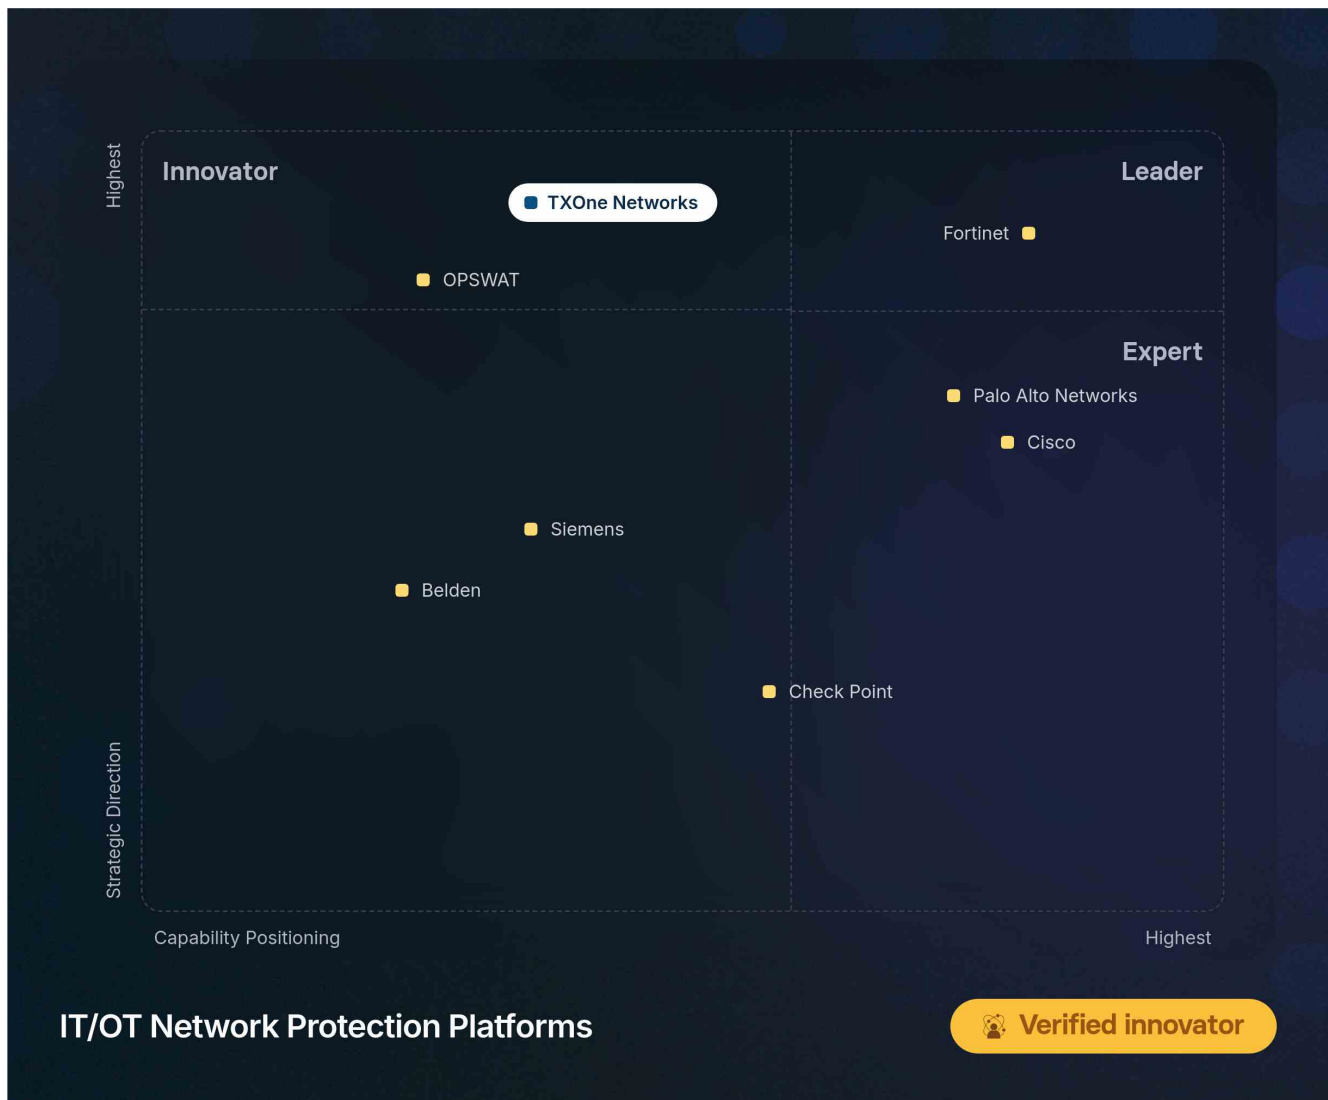 Highest
Innovator
Leader
TXOne Networks
Fortinet
OPSWAT
Expert
Palo Alto Networks
Cisco
Siemens
Belden
Check Point
Strategic Direction
Capability Positioning
Highest
IT/OT Network Protection Platforms
Verified innovator